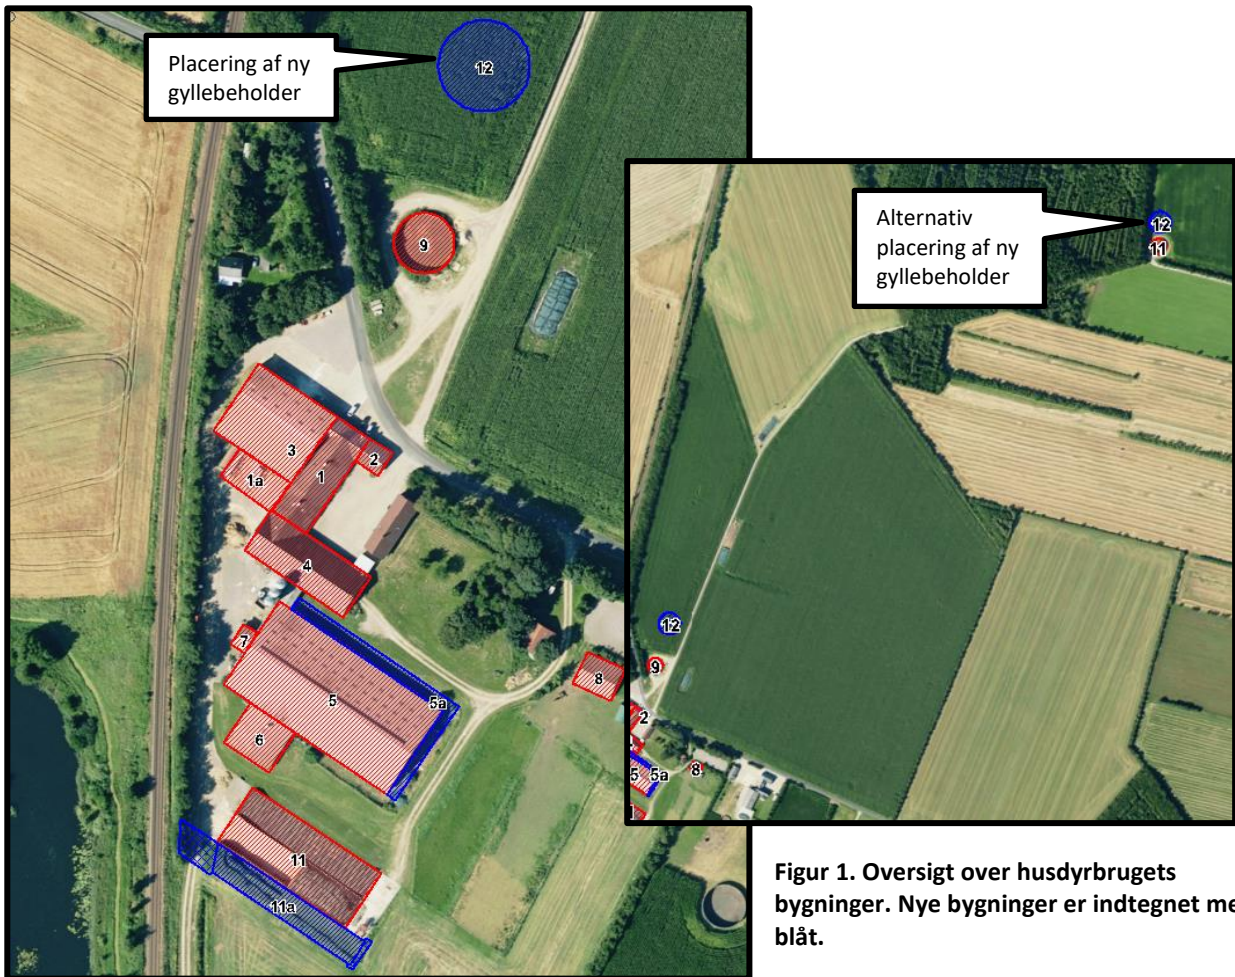 Placering af ny
gyllebeholder
12
9
3
2
1
1a
4
7
5
5a
8
6
11
11a
Alternativ
placering af ny
gyllebeholder
12
11
12
9
2
5
5a
8
Figur 1. Oversigt over husdyrbrugets
bygninger. Nye bygninger er indtegnet me
blåt.